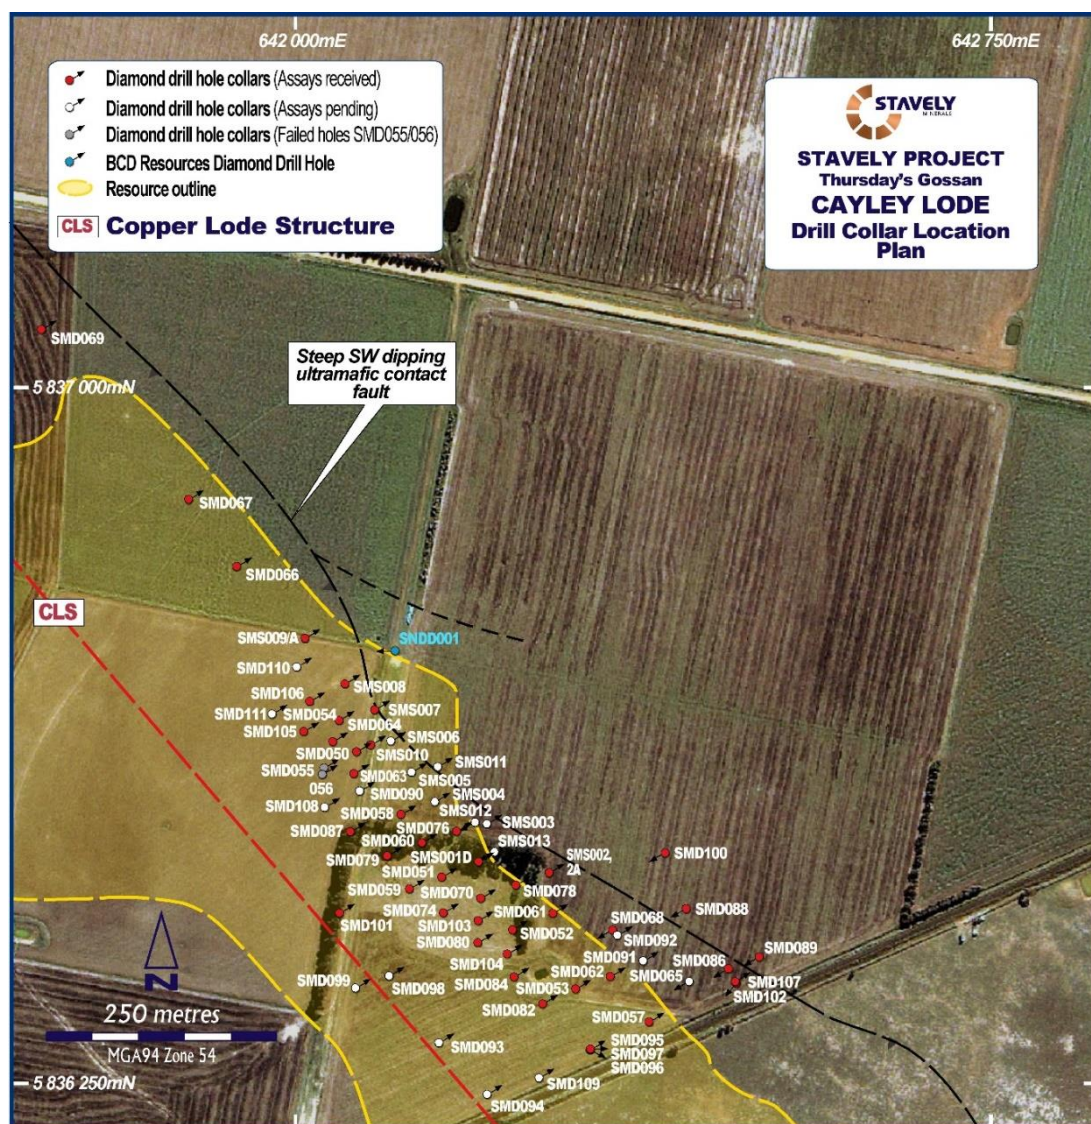 642 000mE
642 750mE
Diamond drill hole collars (Assays received)
Diamond drill hole collars (Assays pending)
Diamond drill hole collars (Failed holes SMD055/056)
BCD Resources Diamond Drill Hole
Resource outline
CLS Copper Lode Structure
STAVELY
MINERALS
STAVELY PROJECT
Thursday's Gossan
CAYLEY LODE
Drill Collar Location
Plan
SMD069
5 837 000mN
Steep SW dipping
ultramafic contact
fault
SMD067
SMD066
CLS
SMS009/A
SNDD001
SMD110
SMS008
SMD106
SMD111
SMD054
SMS007
SMD064
SMD105
SMS006
SMD050
SMS010
SMS011
SMD055
056
SMD063
SMS005
SMD090
SMS004
SMD108
SMD058
SMS012
SMS003
SMD087
SMD076
SMD060
SMS013
SMD079
SMS001D
SMS002,
2A
SMD100
SMD051
SMD059
SMD070
SMD078
SMD074
SMD061
SMD088
SMD101
SMD103
SMD068
SMD052
SMD092
SMD080
SMD091
SMD089
SMD104
SMD086
SMD062
SMD065
SMD099
SMD098
SMD084
SMD053
SMD107
SMD102
SMD082
N
250 metres
MGA94 Zone 54
SMD057
SMD093
SMD095
SMD097
SMD096
SMD109
5 836 250mN
SMD094